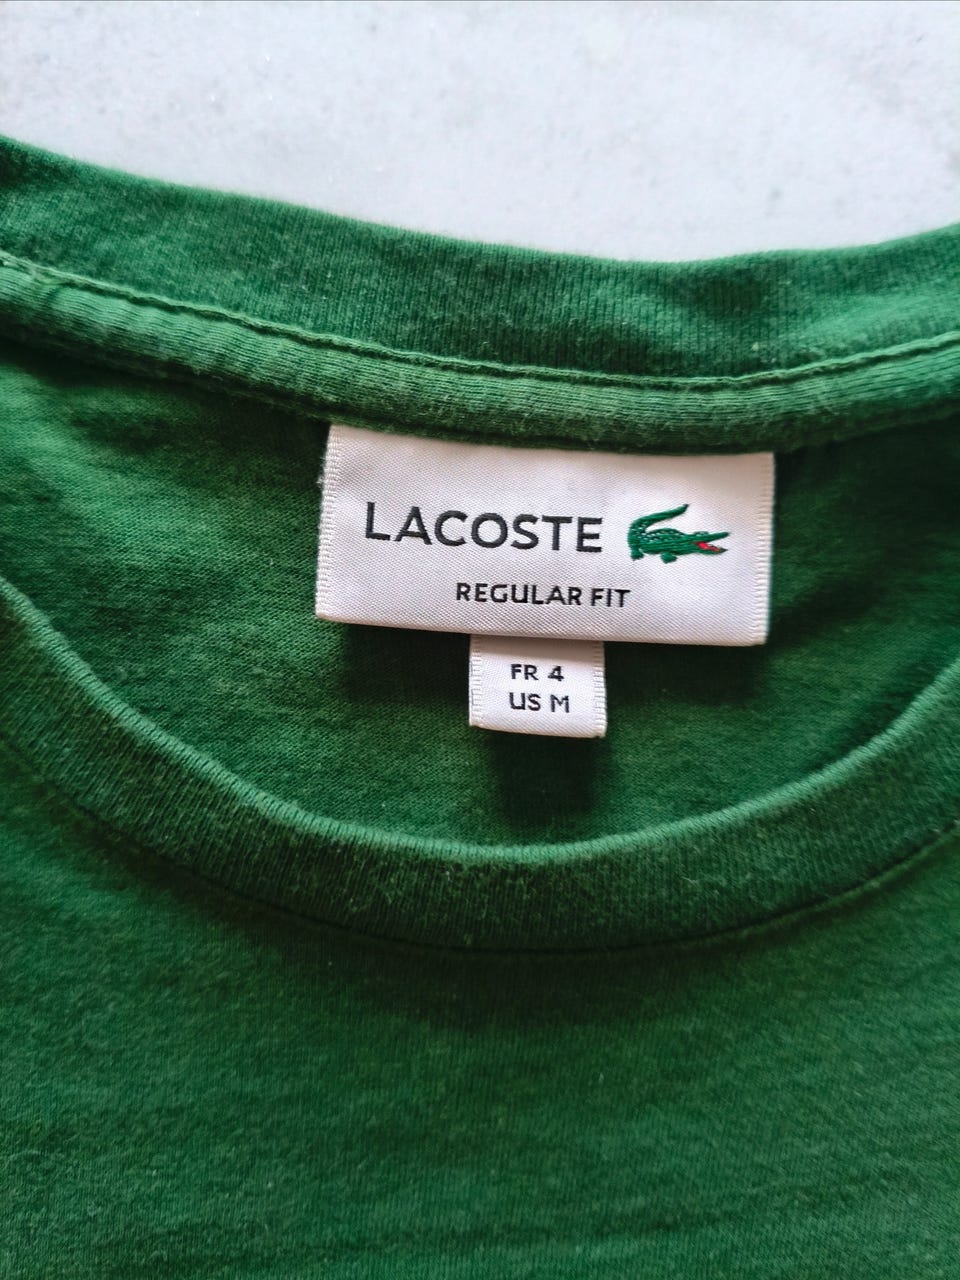 LACOSTE
REGULAR FIT
FR 4
US M